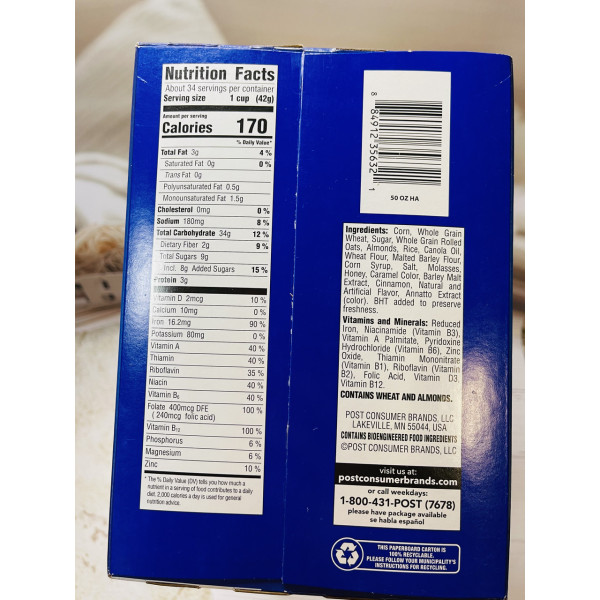 Nutrition Facts
About 34 servings per container
Serving size 1 cup (42g)
Amount per serving
Calories 170
% Daily Value*
Total Fat 3g 4%
Saturated Fat 0g 0%
Trans Fat 0g
Polyunsaturated Fat 0.5g
Monounsaturated Fat 1.5g
Cholesterol 0mg 0%
Sodium 180mg 8%
Total Carbohydrate 34g 12%
Dietary Fiber 2g 9%
Total Sugars 9g
Incl. 8g Added Sugars 15%
Protein 3g
Vitamin D 2mcg 10%
Calcium 10mg 0%
Iron 16.2mg 90%
Potassium 80mg 0%
Vitamin A 40%
Thiamin 40%
Riboflavin 35%
Niacin 40%
Vitamin B₆ 40%
Folate 400mcg DFE 100%
(240mcg folic acid)
Vitamin B₁₂ 100%
Phosphorus 6%
Magnesium 6%
Zinc 10%
*The % Daily Value (DV) tells you how much a
nutrient in a serving of food contributes to a daily
diet. 2,000 calories a day is used for general
nutrition advice.
8 84912 35632 1
50 OZ HA
Ingredients: Corn, Whole Grain
Wheat, Sugar, Whole Grain Rolled
Oats, Almonds, Rice, Canola Oil,
Wheat Flour, Malted Barley Flour,
Corn Syrup, Salt, Molasses,
Honey, Caramel Color, Barley Malt
Extract, Cinnamon, Natural and
Artificial Flavor, Annatto Extract
(color). BHT added to preserve
freshness.
Vitamins and Minerals: Reduced
Iron, Niacinamide (Vitamin B3),
Vitamin A Palmitate, Pyridoxine
Hydrochloride (Vitamin B6), Zinc
Oxide, Thiamin Mononitrate
(Vitamin B1), Riboflavin (Vitamin
B2), Folic Acid, Vitamin D3,
Vitamin B12.
CONTAINS WHEAT AND ALMONDS.
POST CONSUMER BRANDS, LLC
LAKEVILLE, MN 55044, USA
CONTAINS BIOENGINEERED FOOD INGREDIENTS
©POST CONSUMER BRANDS, LLC
visit us at:
postconsumerbrands.com
or call weekdays:
1-800-431-POST (7678)
please have package available
se habla español
THIS PAPERBOARD CARTON IS
100% RECYCLABLE.
PLEASE FOLLOW YOUR MUNICIPALITY'S
INSTRUCTIONS FOR RECYCLING.